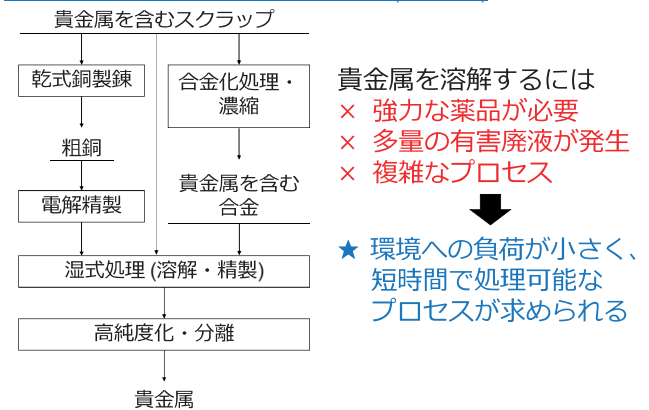 貴金属を含むスクラップ
乾式銅製錬
合金化処理・
濃縮
粗銅
貴金属を含む
合金
電解精製
湿式処理 (溶解・精製)
高純度化・分離
貴金属
貴金属を溶解するには
× 強力な薬品が必要
× 多量の有害廃液が発生
× 複雑なプロセス
★ 環境への負荷が小さく、
短時間で処理可能な
プロセスが求められる